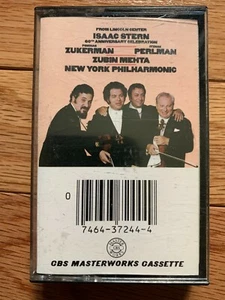 FROM LINCOLN CENTER
ISAAC STERN
60TH ANNIVERSARY CELEBRATION
PINCHAS ITZHAK
ZUKERMAN PERLMAN
ZUBIN MEHTA
NEW YORK PHILHARMONIC
0
7464-37244-4
CBS MASTERWORKS CASSETTE